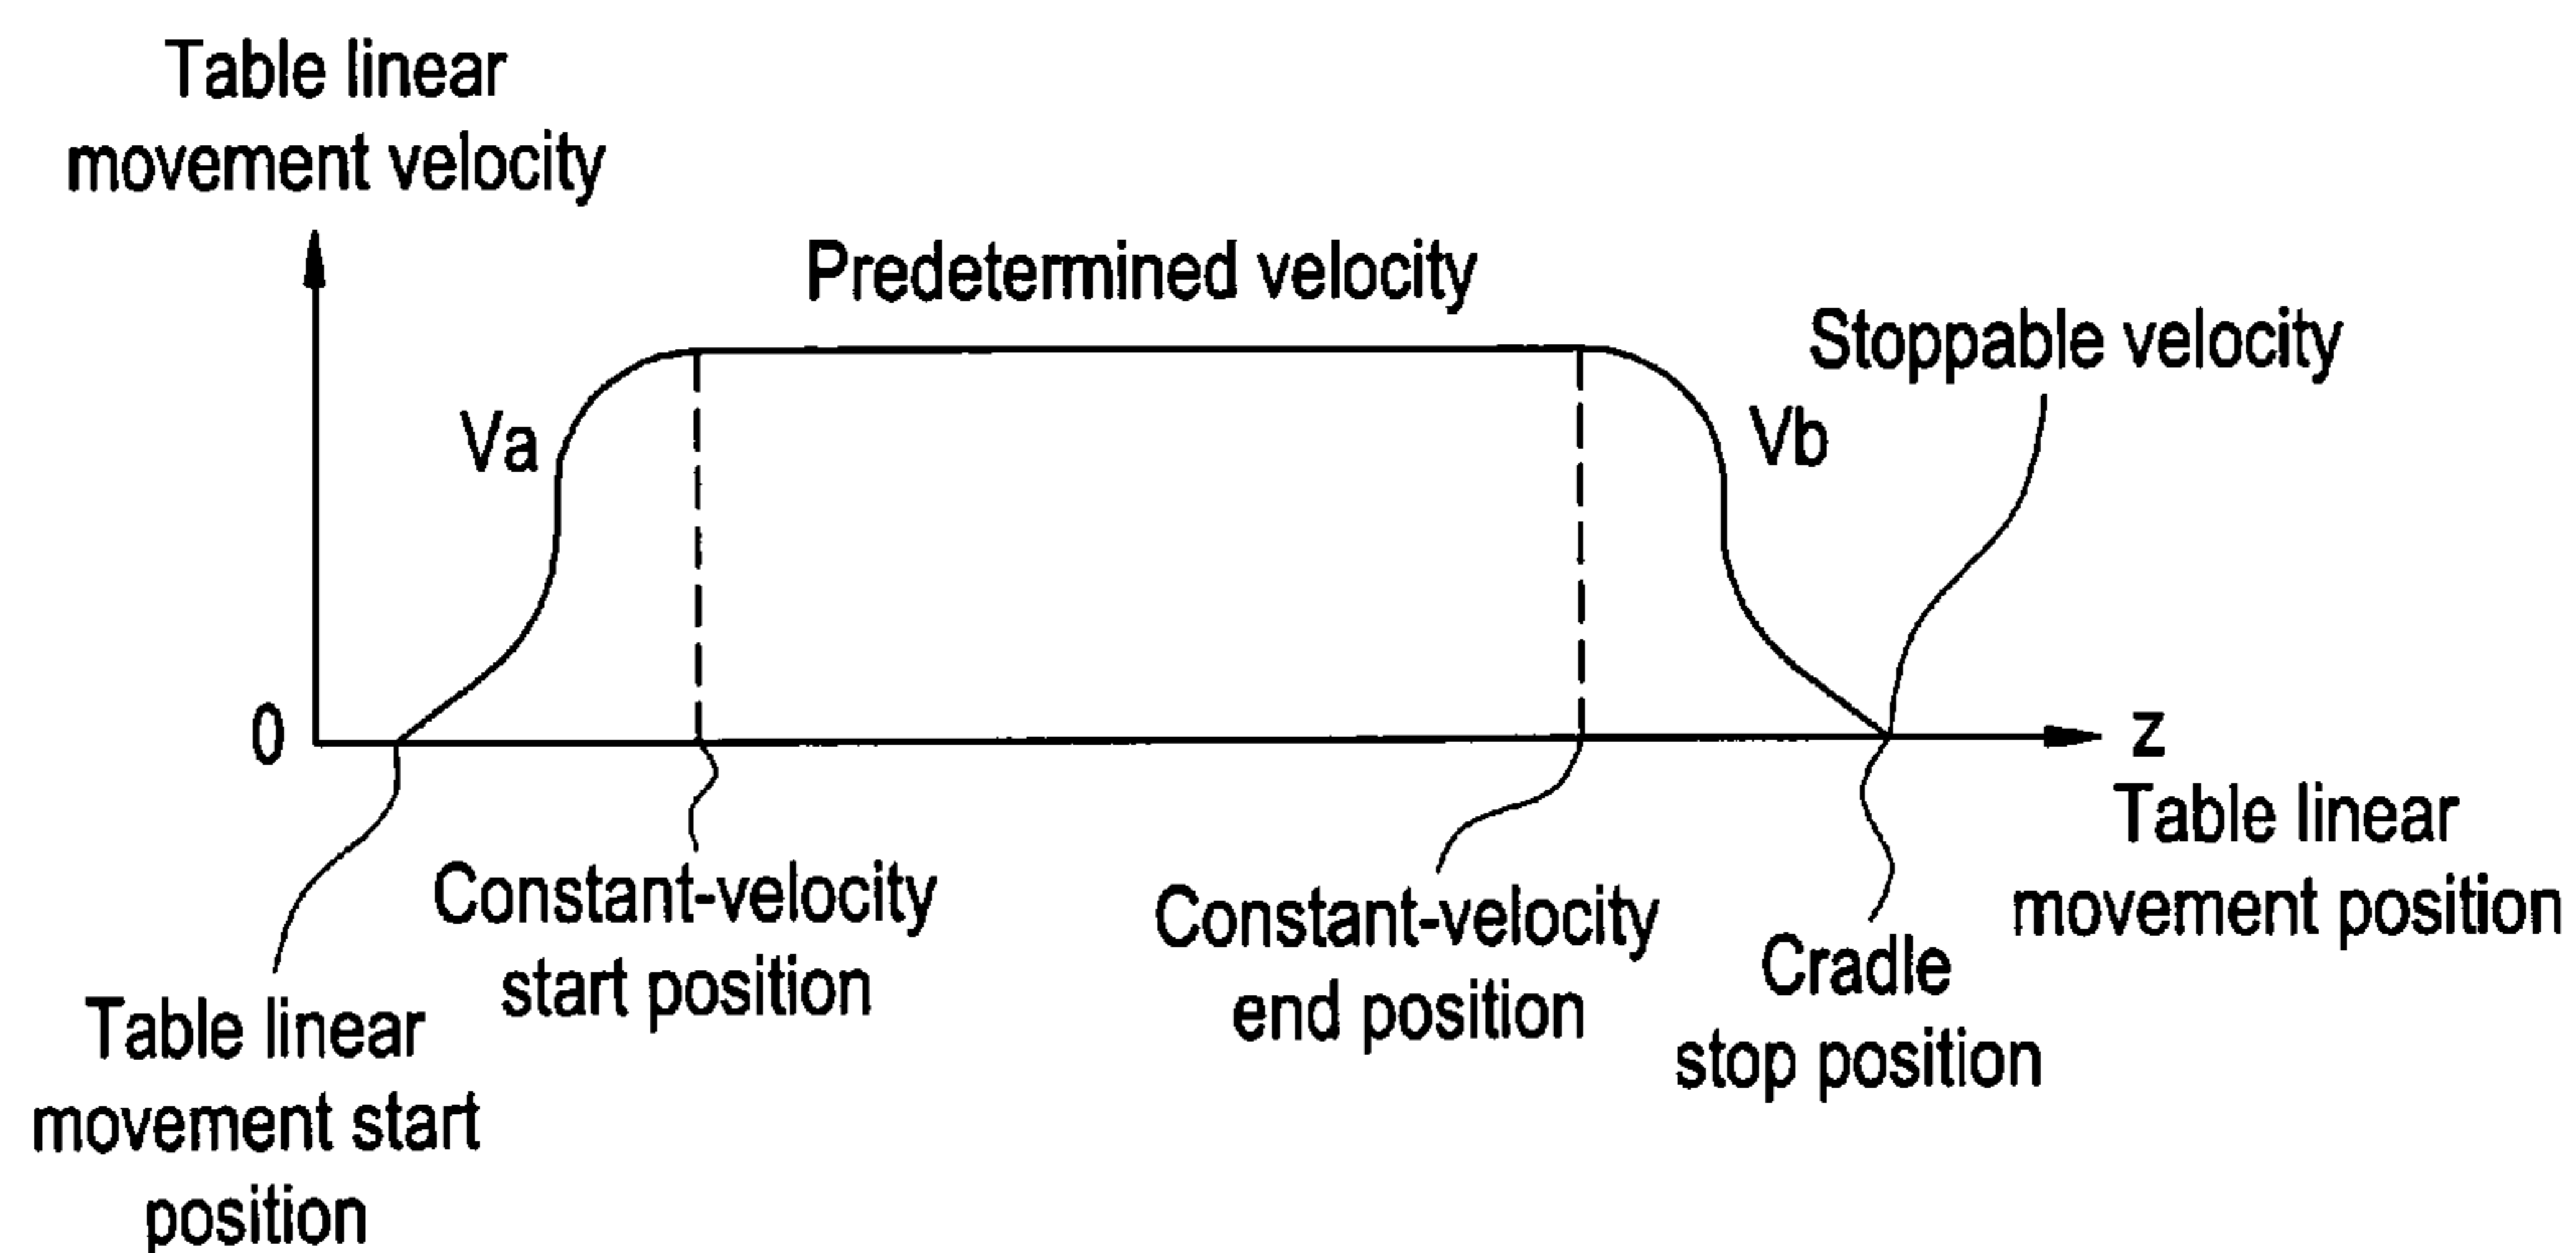 Table linear
movement velocity
Predetermined velocity
Stoppable velocity
Va
Vb
0
z
Table linear
movement position
Constant-velocity
start position
Constant-velocity
end position
Cradle
stop position
Table linear
movement start
position